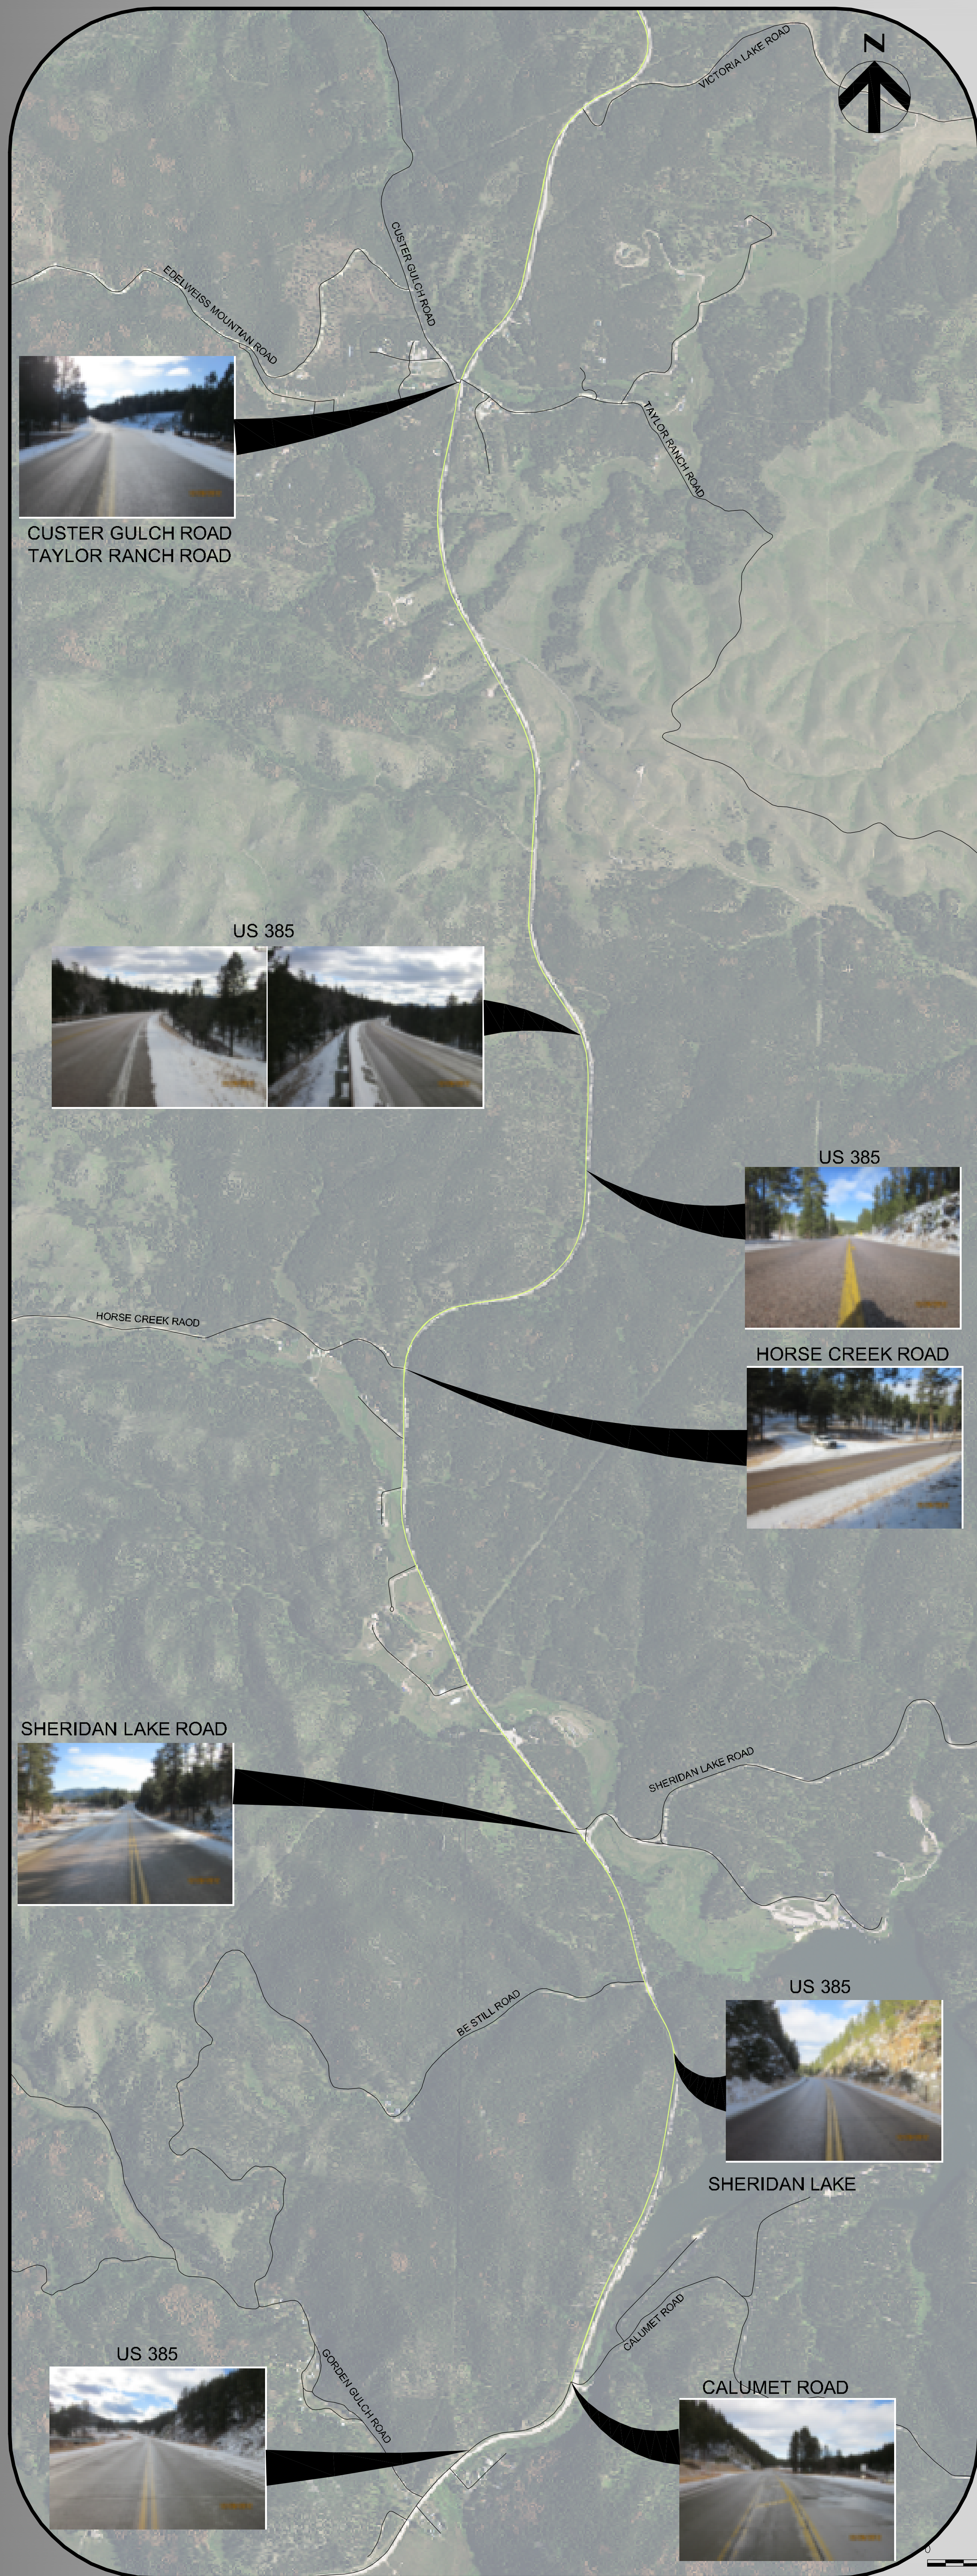 N
VICTORIA LAKE ROAD
CUSTER GULCH ROAD
EDELWEISS MOUNTIAN ROAD
TAYLOR RANCH ROAD
CUSTER GULCH ROAD
TAYLOR RANCH ROAD
US 385
US 385
HORSE CREEK RAOD
HORSE CREEK ROAD
SHERIDAN LAKE ROAD
SHERIDAN LAKE ROAD
US 385
BE STILL ROAD
SHERIDAN LAKE
CALUMET ROAD
US 385
GORDEN GULCH ROAD
CALUMET ROAD
0